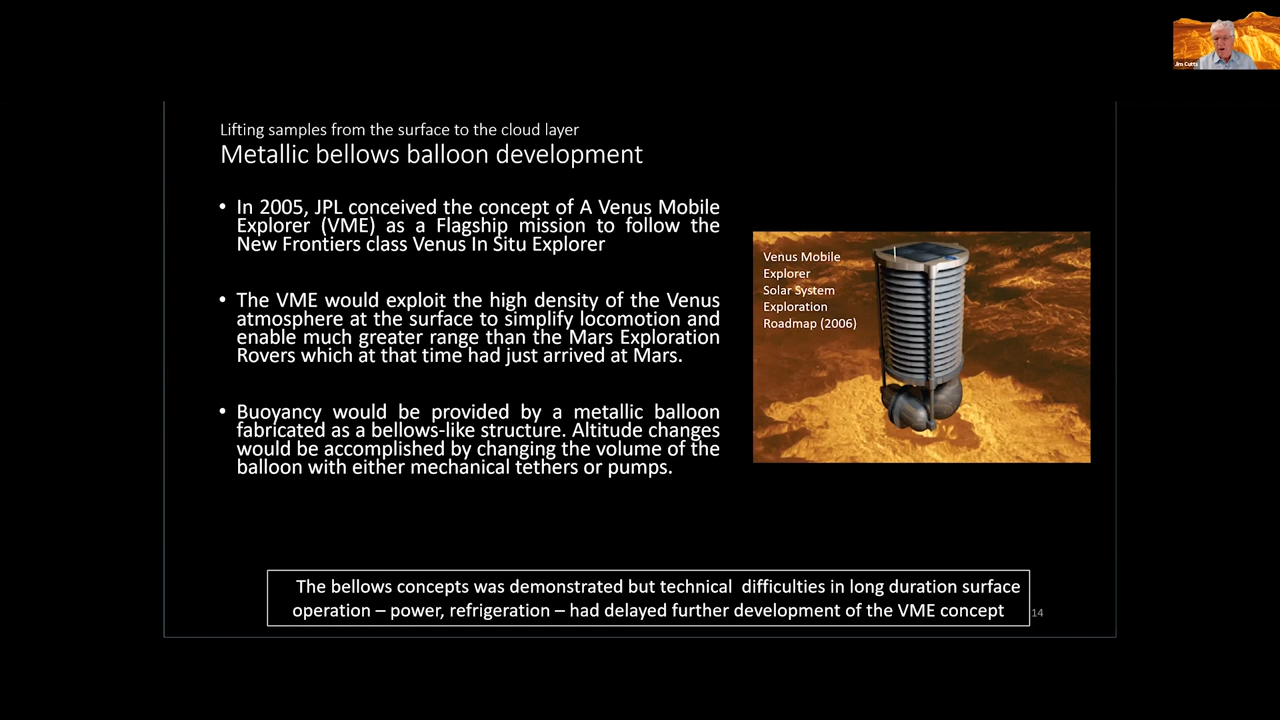 Jim Cutts
Lifting samples from the surface to the cloud layer
Metallic bellows balloon development
• In 2005, JPL conceived the concept of A Venus Mobile
Explorer (VME) as a Flagship mission to follow the
New Frontiers class Venus In Situ Explorer
• The VME would exploit the high density of the Venus
atmosphere at the surface to simplify locomotion and
enable much greater range than the Mars Exploration
Rovers which at that time had just arrived at Mars.
• Buoyancy would be provided by a metallic balloon
fabricated as a bellows-like structure. Altitude changes
would be accomplished by changing the volume of the
balloon with either mechanical tethers or pumps.
Venus Mobile
Explorer
Solar System
Exploration
Roadmap (2006)
The bellows concepts was demonstrated but technical  difficulties in long duration surface
operation – power, refrigeration – had delayed further development of the VME concept
14